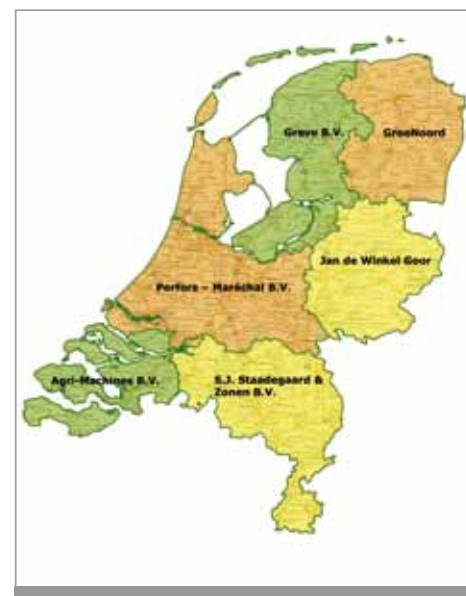 Greve B.V.
GroeNoord
Jan de Winkel Goor
Perfors – Maréchal B.V.
Agri-Machines B.V.
S.J. Staadegaard &
Zonen B.V.